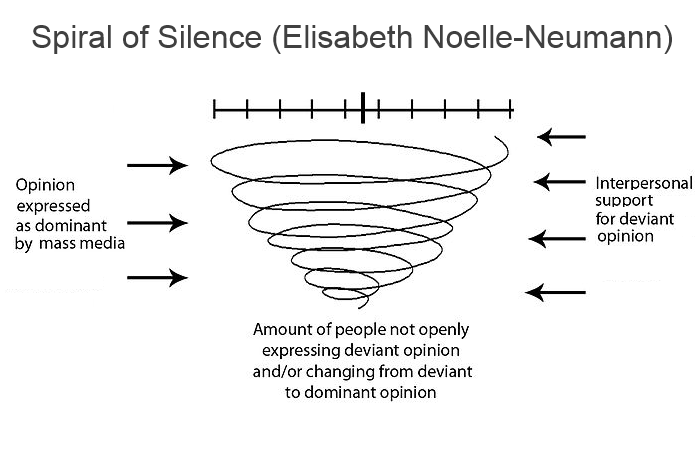 Spiral of Silence (Elisabeth Noelle-Neumann)
Opinion
expressed
as dominant
by mass media
Interpersonal
support
for deviant
opinion
Amount of people not openly
expressing deviant opinion
and/or changing from deviant
to dominant opinion